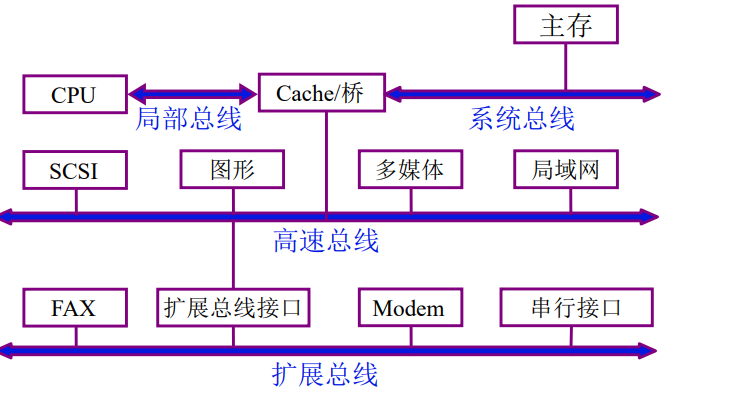 主存
CPU
Cache/桥
局部总线
系统总线
SCSI
图形
多媒体
局域网
高速总线
FAX
扩展总线接口
Modem
串行接口
扩展总线